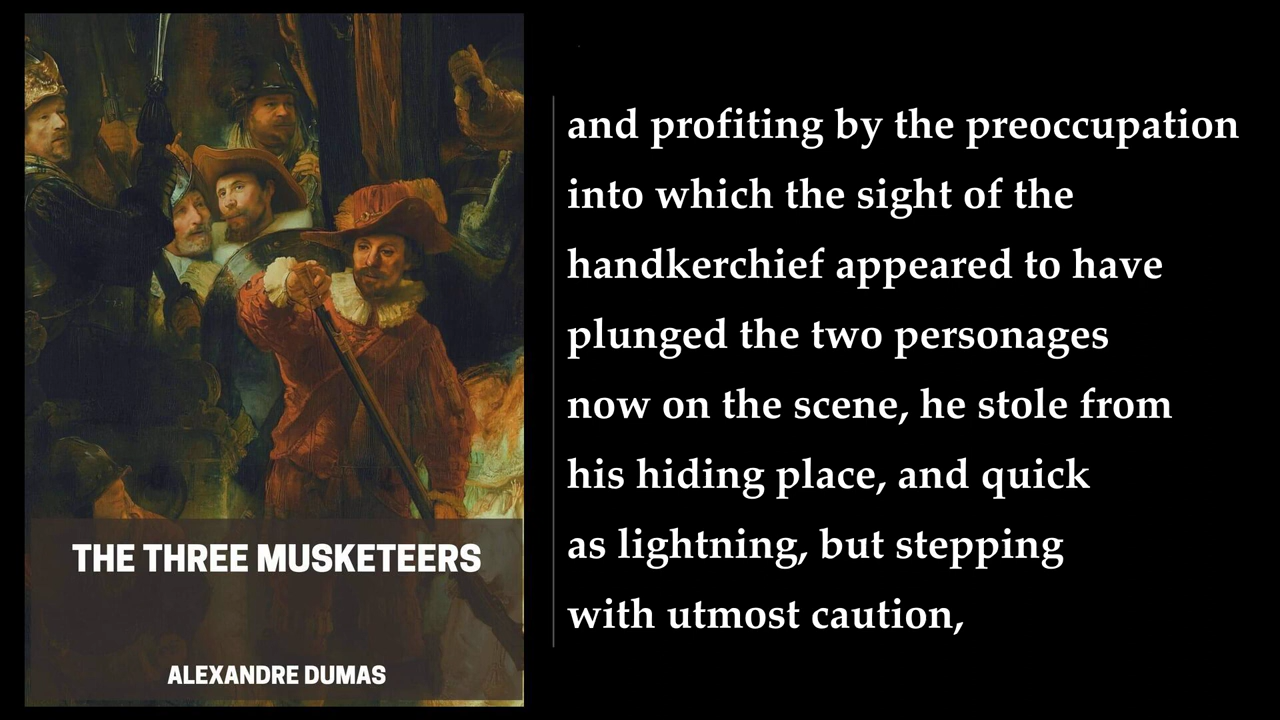 THE THREE MUSKETEERS
ALEXANDRE DUMAS
and profiting by the preoccupation
into which the sight of the
handkerchief appeared to have
plunged the two personages
now on the scene, he stole from
his hiding place, and quick
as lightning, but stepping
with utmost caution,